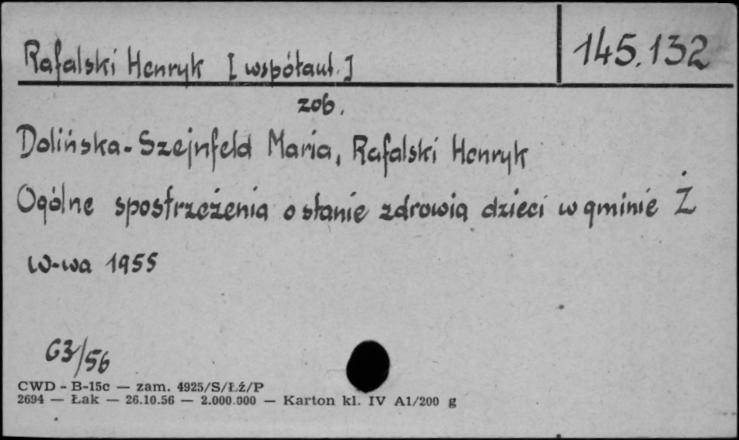 Rafalski Henryk [współaut.]
145.132
zob.
Dolińska-Szejnfeld Maria, Rafalski Henryk
Ogólne spostrzeżenia o stanie zdrowia dzieci w gminie Ż
W-wa 1955
G3/56
CWD - B-15c — zam. 4925/S/Łź/P
2694 — Łak — 26.10.56 — 2.000.000 — Karton kl. IV A1/200 g